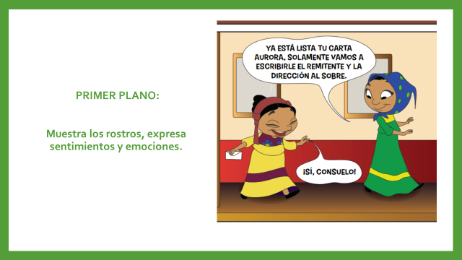 PRIMER PLANO:
Muestra los rostros, expresa
sentimientos y emociones.
YA ESTÁ LISTA TU CARTA
AURORA, SOLAMENTE VAMOS A
ESCRIBIRLE EL REMITENTE Y LA
DIRECCIÓN AL SOBRE.
¡SÍ, CONSUELO!